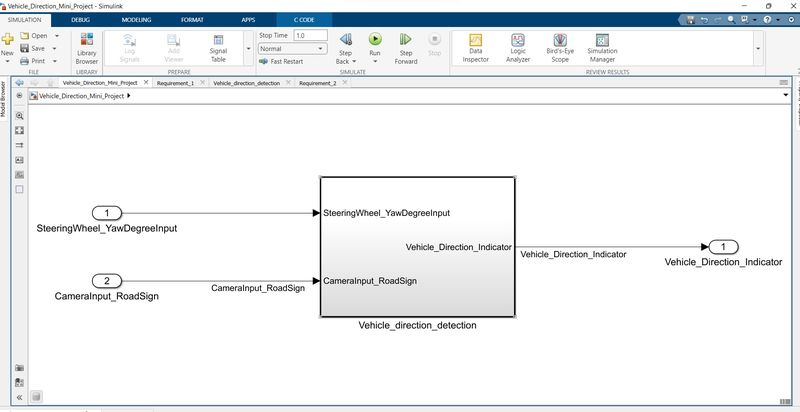 Vehicle_Direction_Mini_Project - Simulink
SIMULATION DEBUG MODELING FORMAT APPS C CODE
New
Open
Save
Print
FILE
Library Browser
LIBRARY
Log Signals
Add Viewer
Signal Table
PREPARE
Stop Time 1.0
Normal
Fast Restart
Step Back
Run
Step Forward
Stop
SIMULATE
Data Inspector
Logic Analyzer
Bird's-Eye Scope
Simulation Manager
REVIEW RESULTS
Model Browser
Vehicle_Direction_Mini_Project Requirement_1 Vehicle_direction_detection Requirement_2
Vehicle_Direction_Mini_Project
1
SteeringWheel_YawDegreeInput
2
CameraInput_RoadSign
CameraInput_RoadSign
SteeringWheel_YawDegreeInput
Vehicle_Direction_Indicator
CameraInput_RoadSign
Vehicle_direction_detection
Vehicle_Direction_Indicator
1
Vehicle_Direction_Indicator